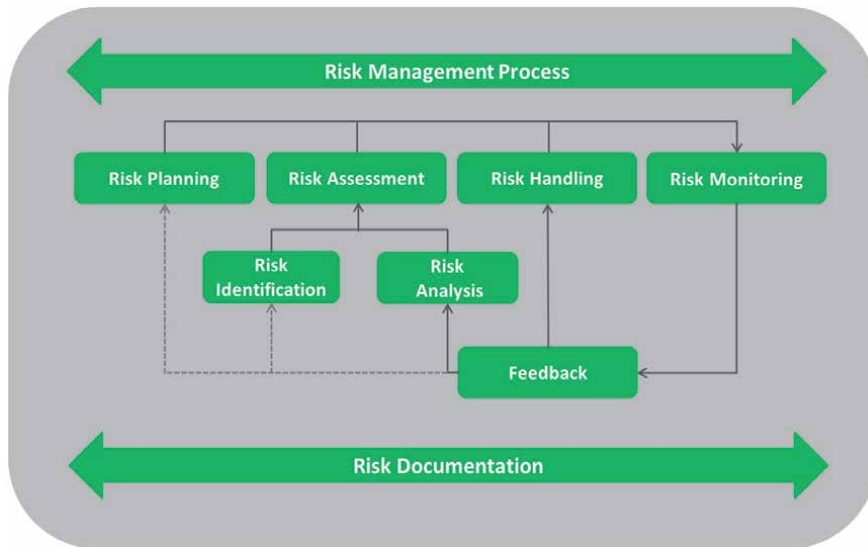 Risk Management Process
Risk Planning
Risk Assessment
Risk Handling
Risk Monitoring
Risk
Identification
Risk
Analysis
Feedback
Risk Documentation